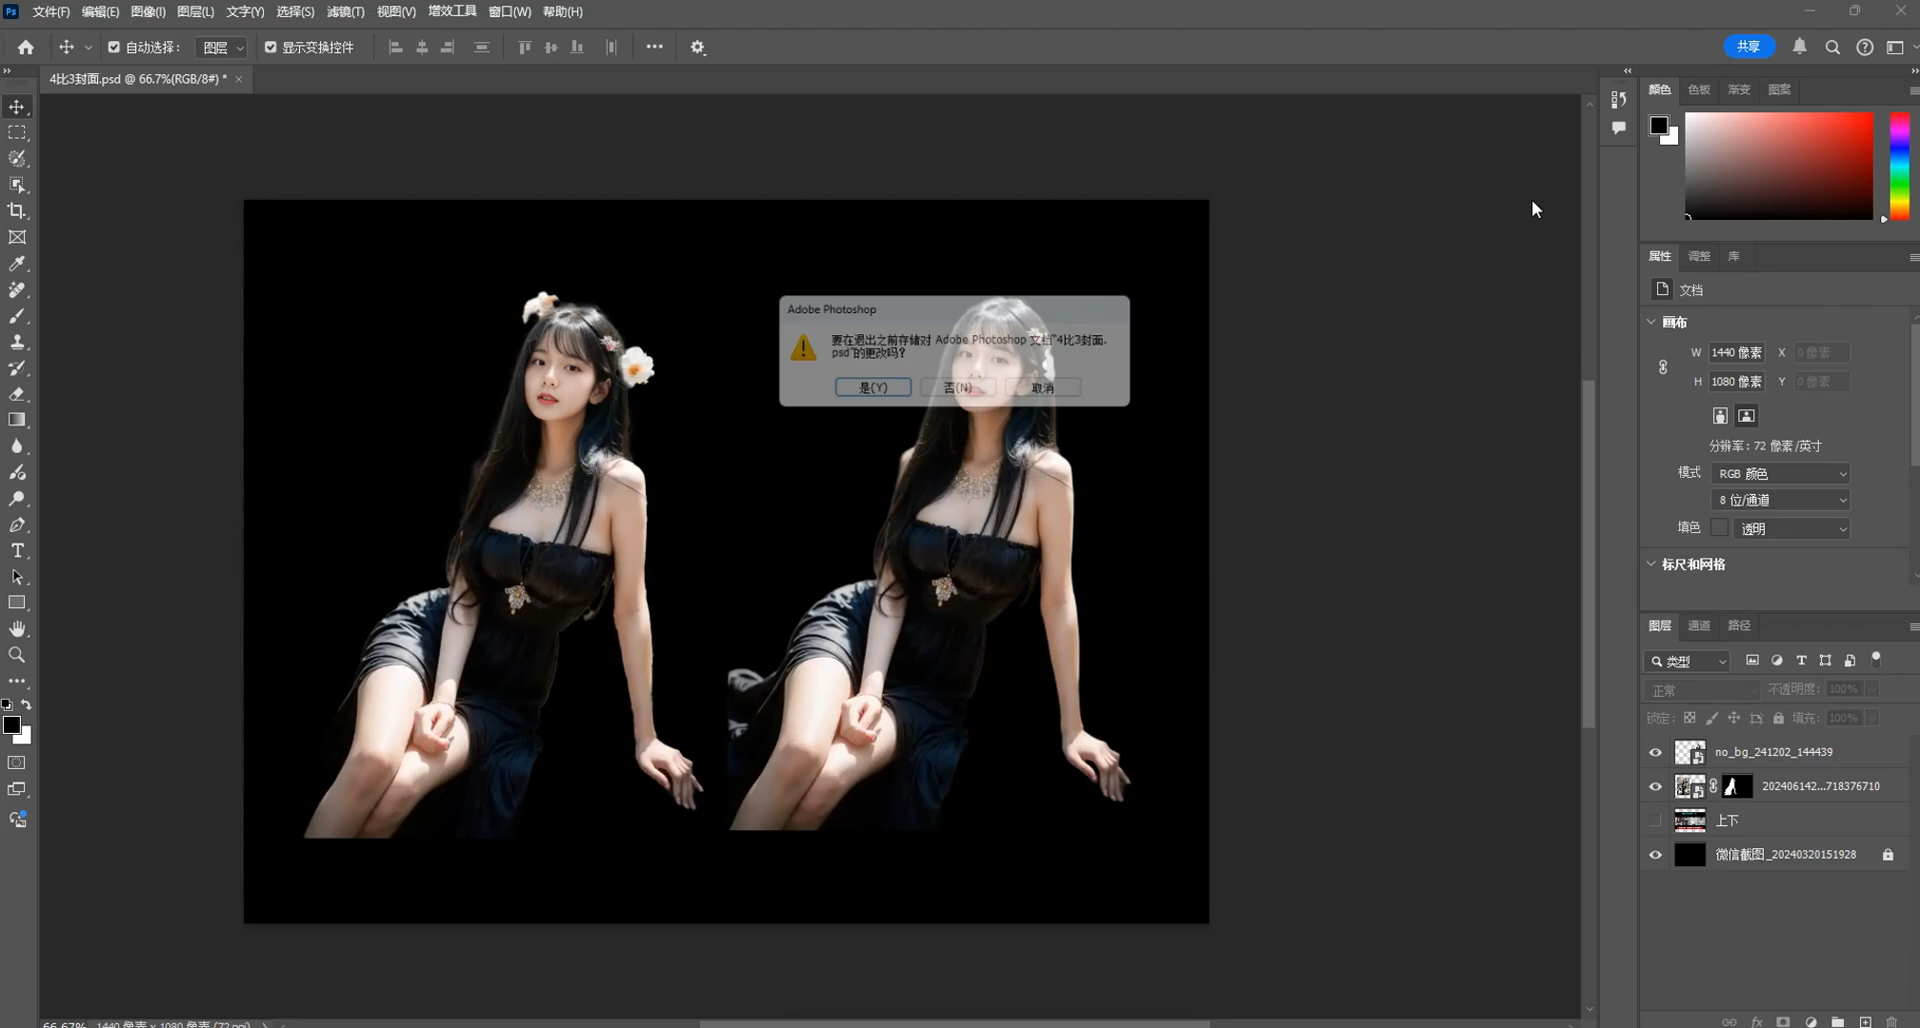 Ps 文件(F) 编辑(E) 图像(I) 图层(L) 文字(Y) 选择(S) 滤镜(T) 视图(V) 增效工具 窗口(W) 帮助(H)
自动选择： 图层 显示变换控件 共享
4比3封面.psd @ 66.7%(RGB/8#) *
颜色 色板 渐变 图案
属性 调整 库
文档
画布
W 1440 像素 X 0 像素
H 1080 像素 Y 0 像素
分辨率：72 像素/英寸
模式 RGB 颜色
8 位/通道
填色 透明
标尺和网格
Adobe Photoshop
要在退出之前存储对 Adobe Photoshop 文档"4比3封面.
psd"的更改吗?
是(Y) 否(N) 取消
图层 通道 路径
类型
正常 不透明度：100%
锁定： 填充：100%
no_bg_241202_144439
202406142...718376710
上下
微信截图_20240320151928
66.67% 1440 像素 x 1080 像素 (72 ppi)